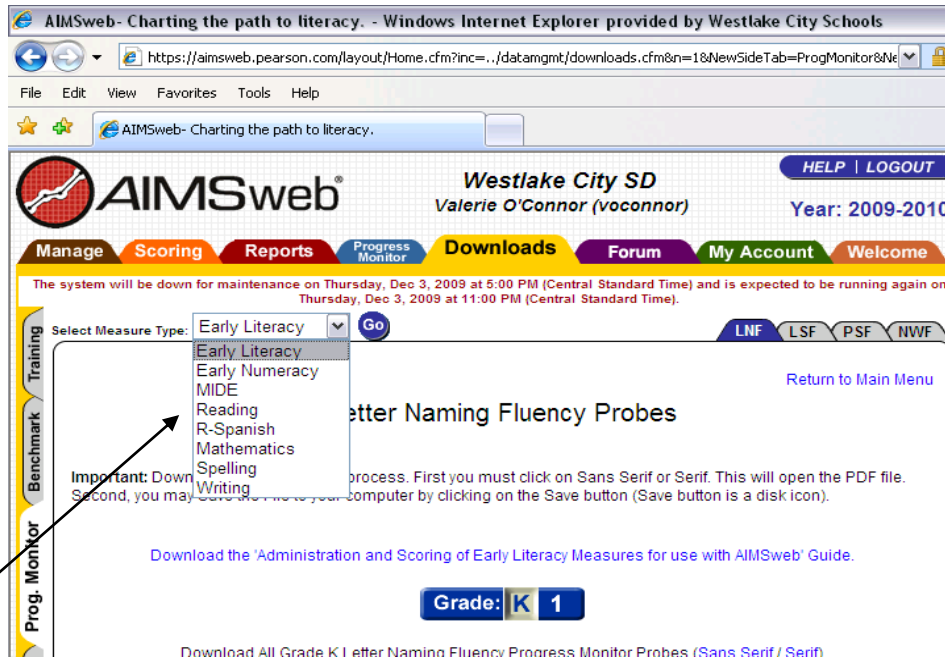 AIMSweb- Charting the path to literacy. - Windows Internet Explorer provided by Westlake City Schools
https://aimsweb.pearson.com/layout/Home.cfm?inc=../datamgmt/downloads.cfm&n=1&NewSideTab=ProgMonitor&Ne
File Edit View Favorites Tools Help
AIMSweb- Charting the path to literacy.
AIMSweb®
Westlake City SD
Valerie O'Connor (voconnor)
HELP | LOGOUT
Year: 2009-2010
Manage Scoring Reports Progress Monitor Downloads Forum My Account Welcome
The system will be down for maintenance on Thursday, Dec 3, 2009 at 5:00 PM (Central Standard Time) and is expected to be running again on
Thursday, Dec 3, 2009 at 11:00 PM (Central Standard Time).
Training
Benchmark
Prog. Monitor
Select Measure Type: Early Literacy Go
LNF LSF PSF NWF
Early Literacy
Early Numeracy
MIDE
Reading
R-Spanish
Mathematics
Spelling
Writing
Return to Main Menu
etter Naming Fluency Probes
Important: Down process. First you must click on Sans Serif or Serif. This will open the PDF file.
Second, you may computer by clicking on the Save button (Save button is a disk icon).
Download the 'Administration and Scoring of Early Literacy Measures for use with AIMSweb' Guide.
Grade: K 1
Download All Grade K Letter Naming Fluency Progress Monitor Probes (Sans Serif / Serif)